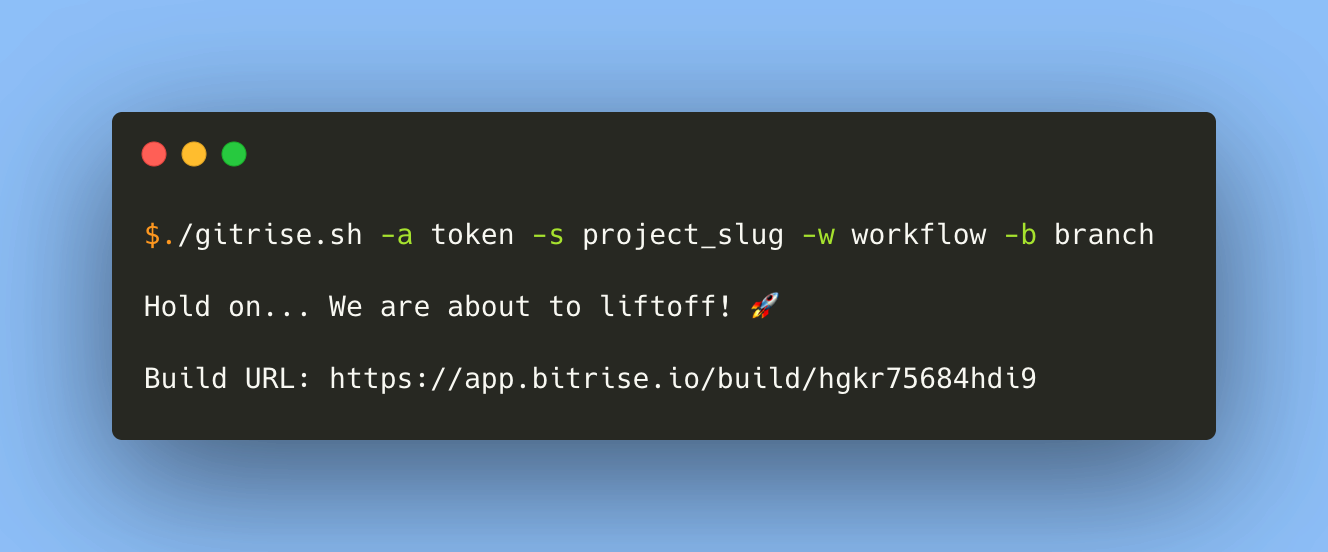 $./gitrise.sh -a token -s project_slug -w workflow -b branch
Hold on... We are about to liftoff! 🚀
Build URL: https://app.bitrise.io/build/hgkr75684hdi9